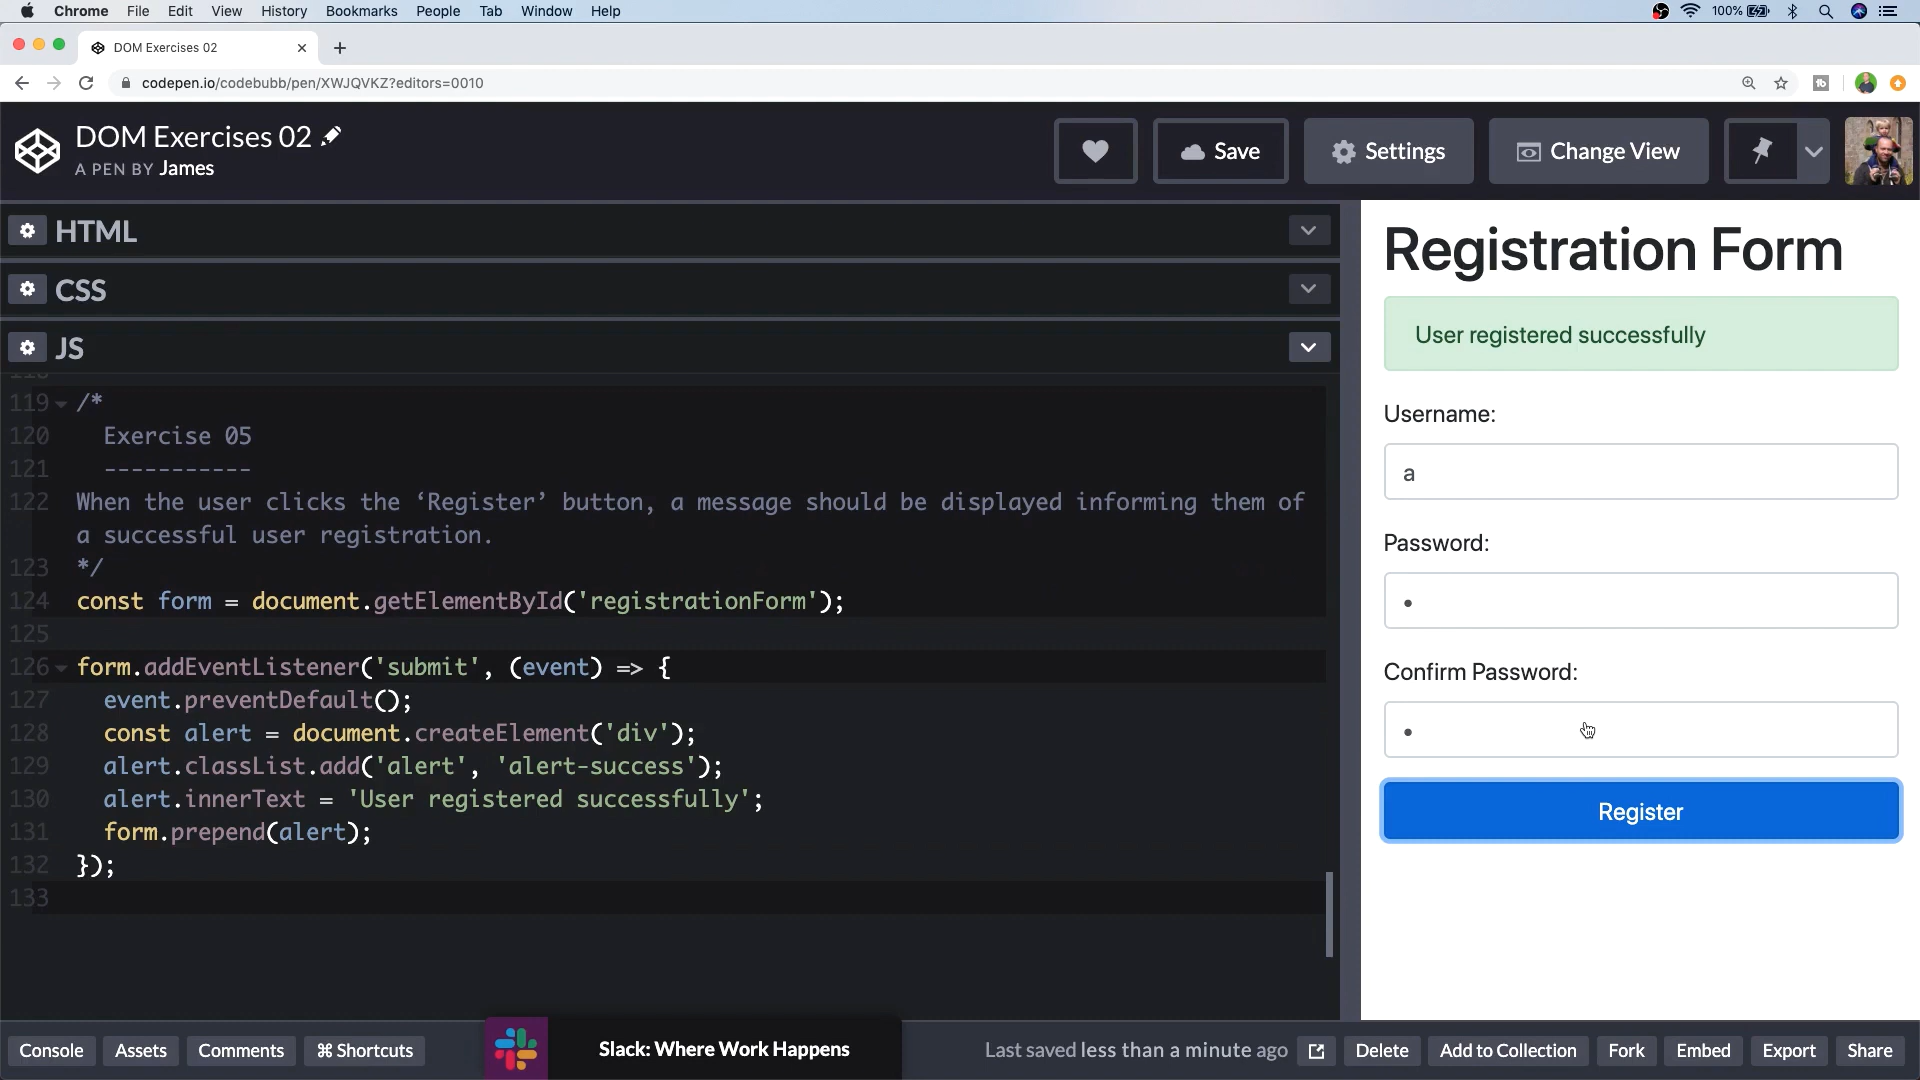 Chrome File Edit View History Bookmarks People Tab Window Help
100%
DOM Exercises 02
codepen.io/codebubb/pen/XWJQVKZ?editors=0010
DOM Exercises 02
A PEN BY James
Save
Settings
Change View
HTML
CSS
JS
119 /*
120 Exercise 05
121 -----------
122 When the user clicks the ‘Register’ button, a message should be displayed informing them of
a successful user registration.
123 */
124 const form = document.getElementById('registrationForm');
125
126 form.addEventListener('submit', (event) => {
127 event.preventDefault();
128 const alert = document.createElement('div');
129 alert.classList.add('alert', 'alert-success');
130 alert.innerText = 'User registered successfully';
131 form.prepend(alert);
132 });
133
Registration Form
User registered successfully
Username:
a
Password:
•
Confirm Password:
•
Register
Console Assets Comments ⌘ Shortcuts
Slack: Where Work Happens
Last saved less than a minute ago
Delete Add to Collection Fork Embed Export Share